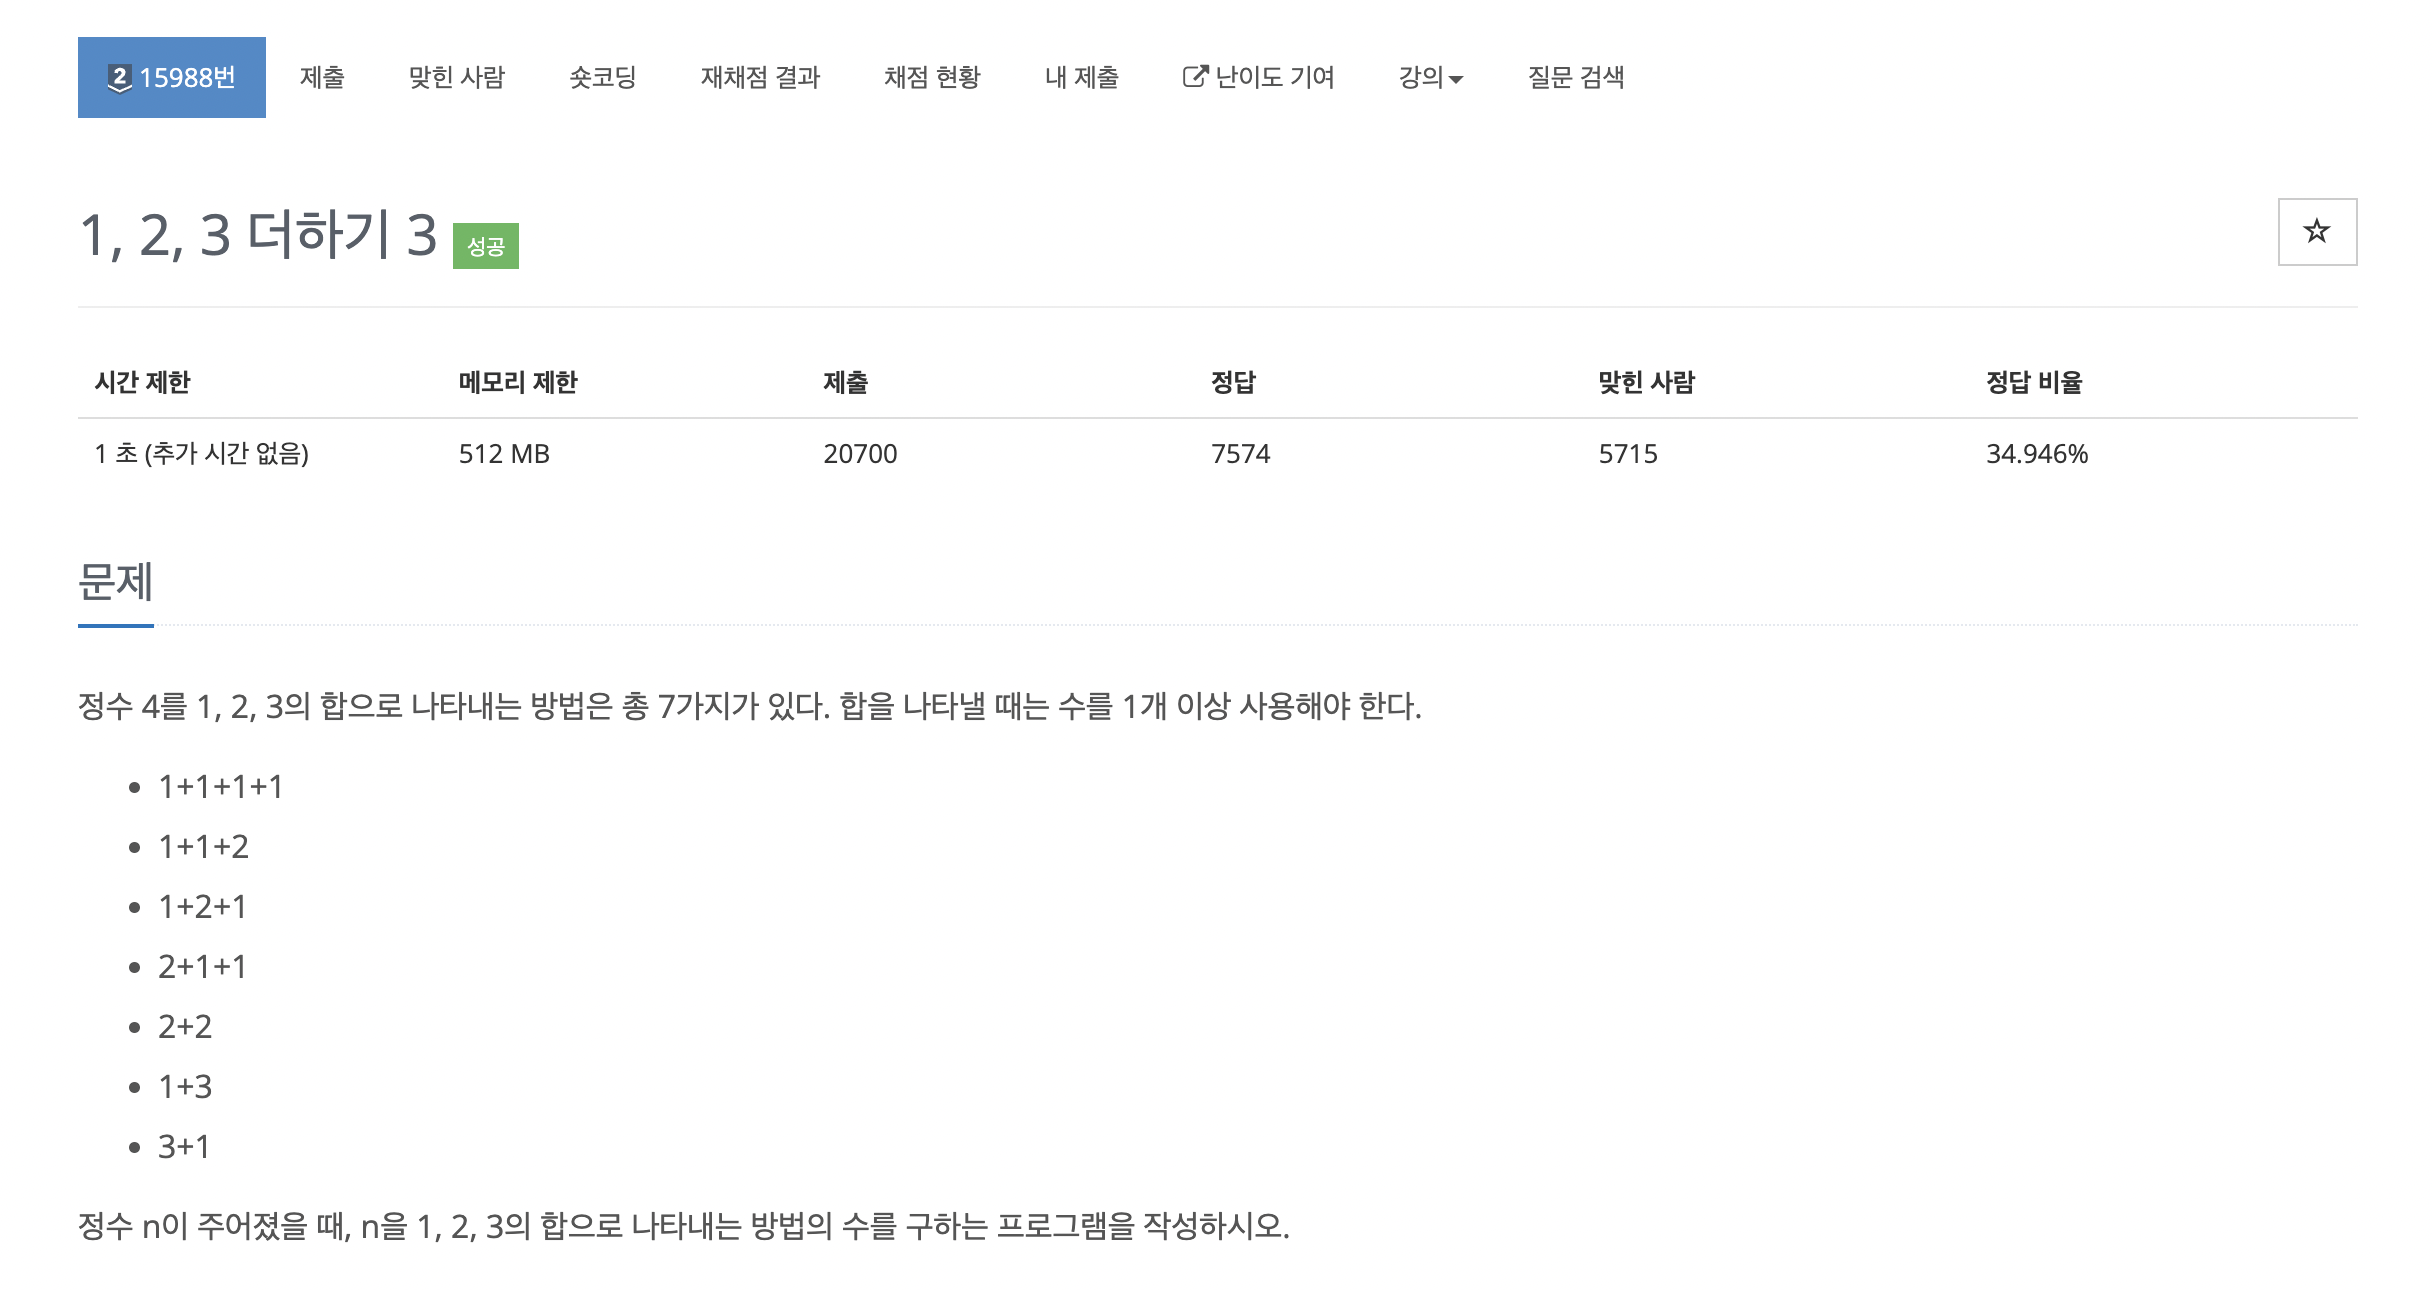 2 15988번 제출 맞힌 사람 숏코딩 재채점 결과 채점 현황 내 제출 난이도 기여 강의 질문 검색
1, 2, 3 더하기 3 성공
시간 제한 메모리 제한 제출 정답 맞힌 사람 정답 비율
1 초 (추가 시간 없음) 512 MB 20700 7574 5715 34.946%
문제
정수 4를 1, 2, 3의 합으로 나타내는 방법은 총 7가지가 있다. 합을 나타낼 때는 수를 1개 이상 사용해야 한다.
1+1+1+1
1+1+2
1+2+1
2+1+1
2+2
1+3
3+1
정수 n이 주어졌을 때, n을 1, 2, 3의 합으로 나타내는 방법의 수를 구하는 프로그램을 작성하시오.